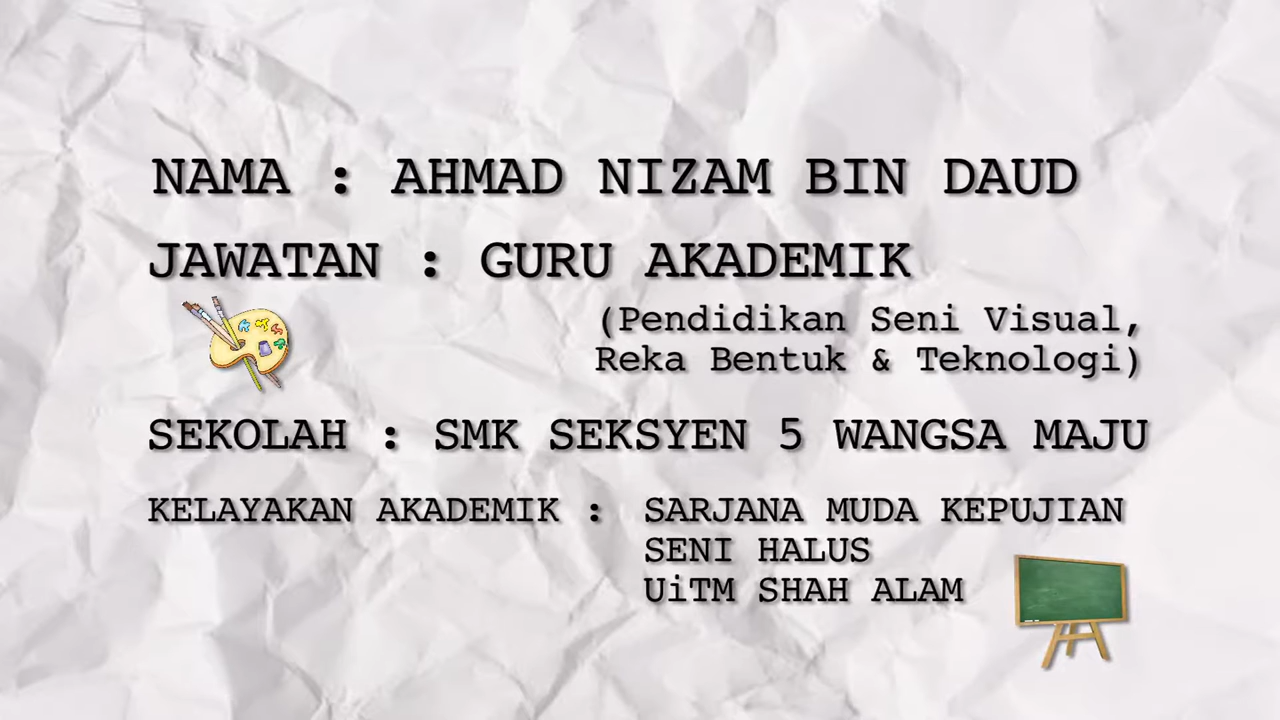 NAMA : AHMAD NIZAM BIN DAUD
JAWATAN : GURU AKADEMIK
(Pendidikan Seni Visual,
Reka Bentuk & Teknologi)
SEKOLAH : SMK SEKSYEN 5 WANGSA MAJU
KELAYAKAN AKADEMIK : SARJANA MUDA KEPUJIAN
SENI HALUS
UiTM SHAH ALAM